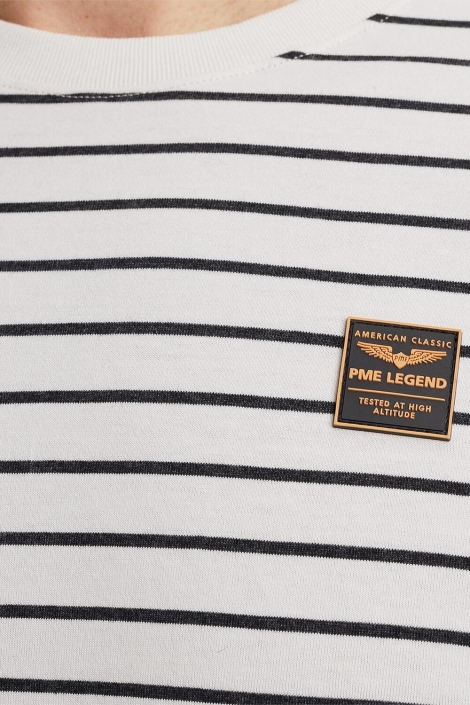 AMERICAN CLASSIC
PME
PME LEGEND
TESTED AT HIGH
ALTITUDE